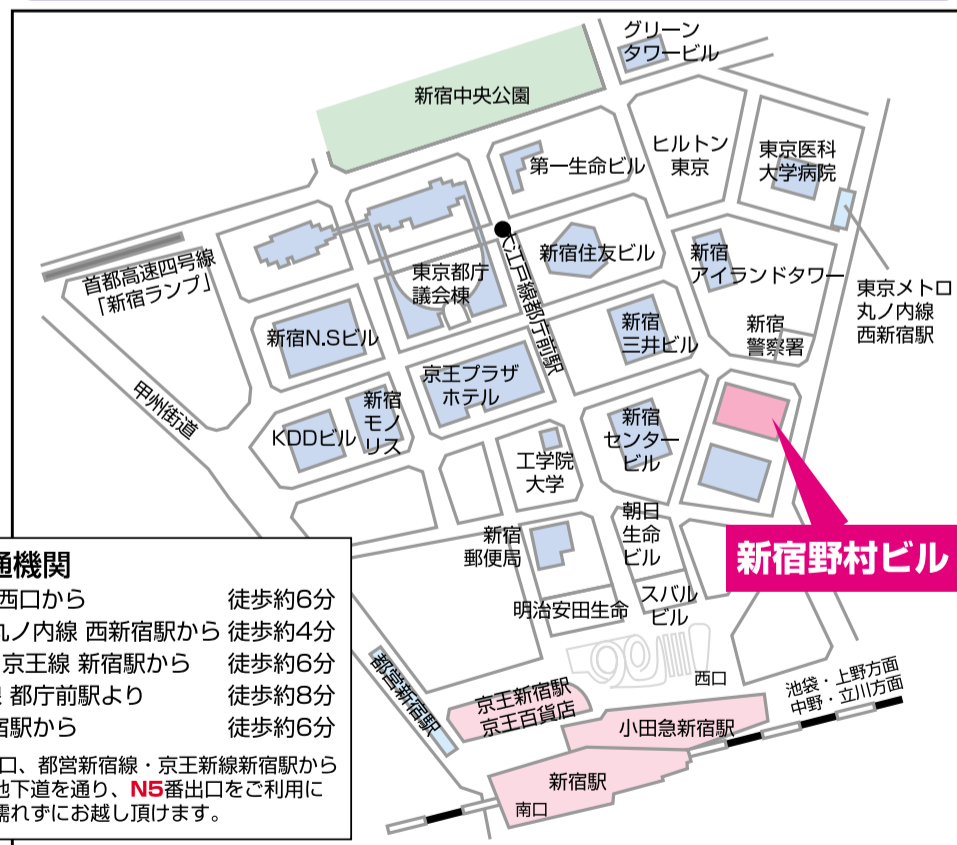 グリーン
タワービル
新宿中央公園
ヒルトン
東京
東京医科
大学病院
第一生命ビル
首都高速四号線
「新宿ランプ」
東京都庁
議会棟
大江戸線都庁前駅
新宿住友ビル
新宿
アイランドタワー
東京メトロ
丸ノ内線
西新宿駅
新宿N.Sビル
新宿
三井ビル
新宿
警察署
甲州街道
京王プラザ
ホテル
KDDビル
新宿
モノ
リス
新宿
センター
ビル
工学院
大学
新宿
郵便局
朝日
生命
ビル
新宿野村ビル
明治安田生命
スバル
ビル
通機関
西口から 徒歩約6分
丸ノ内線 西新宿駅から 徒歩約4分
京王線 新宿駅から 徒歩約6分
都庁前駅より 徒歩約8分
宿駅から 徒歩約6分
口、都営新宿線・京王新線新宿駅から
地下道を通り、N5番出口をご利用に
濡れずにお越し頂けます。
都営新宿駅
京王新宿駅
京王百貨店
西口
小田急新宿駅
池袋・上野方面
中野・立川方面
新宿駅
南口